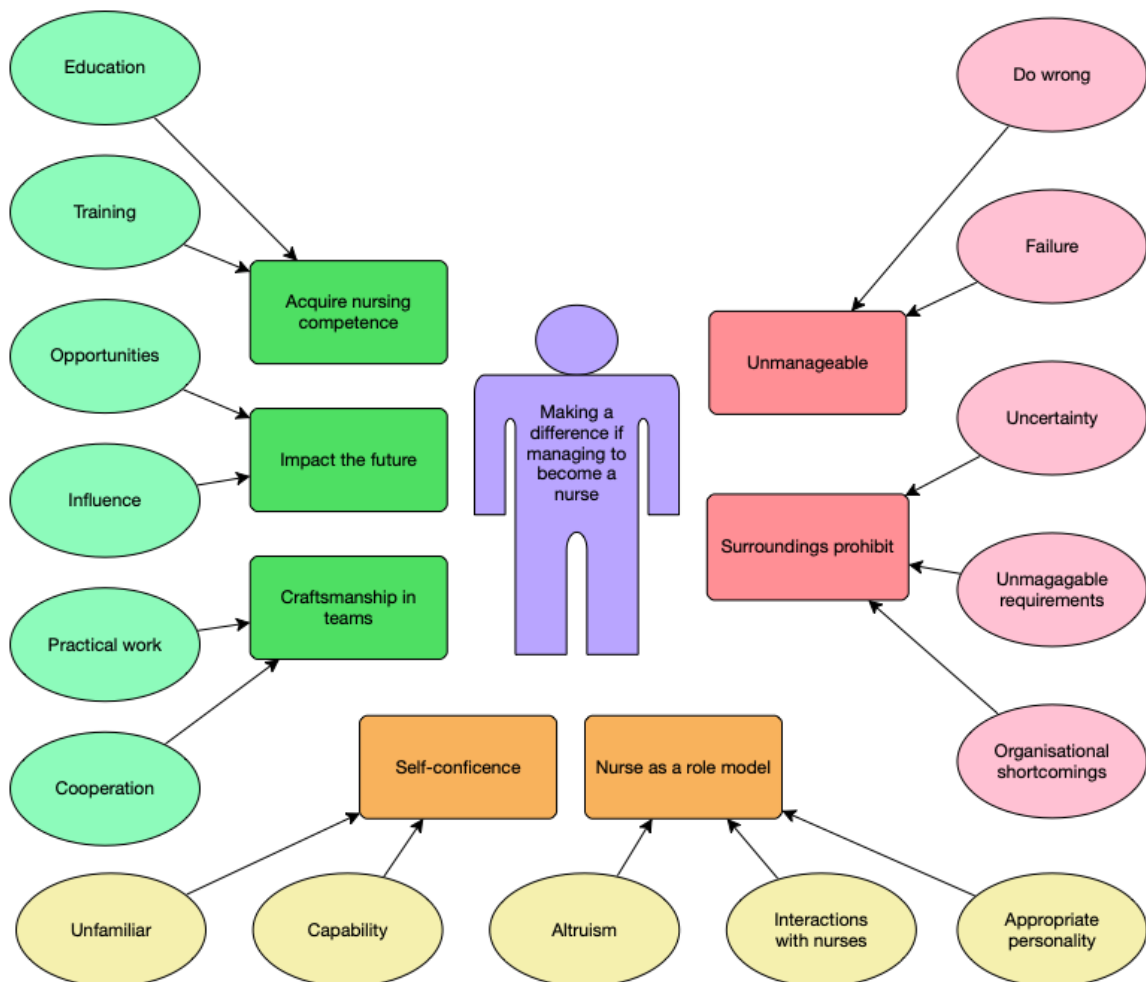 Education
Do wrong
Training
Failure
Acquire nursing
competence
Opportunities
Unmanageable
Making a
difference if
managing to
become a
nurse
Uncertainty
Impact the future
Influence
Surroundings prohibit
Unmagagable
requirements
Craftsmanship in
teams
Practical work
Organisational
shortcomings
Self-conficence
Nurse as a role model
Cooperation
Unfamiliar
Capability
Altruism
Interactions
with nurses
Appropriate
personality